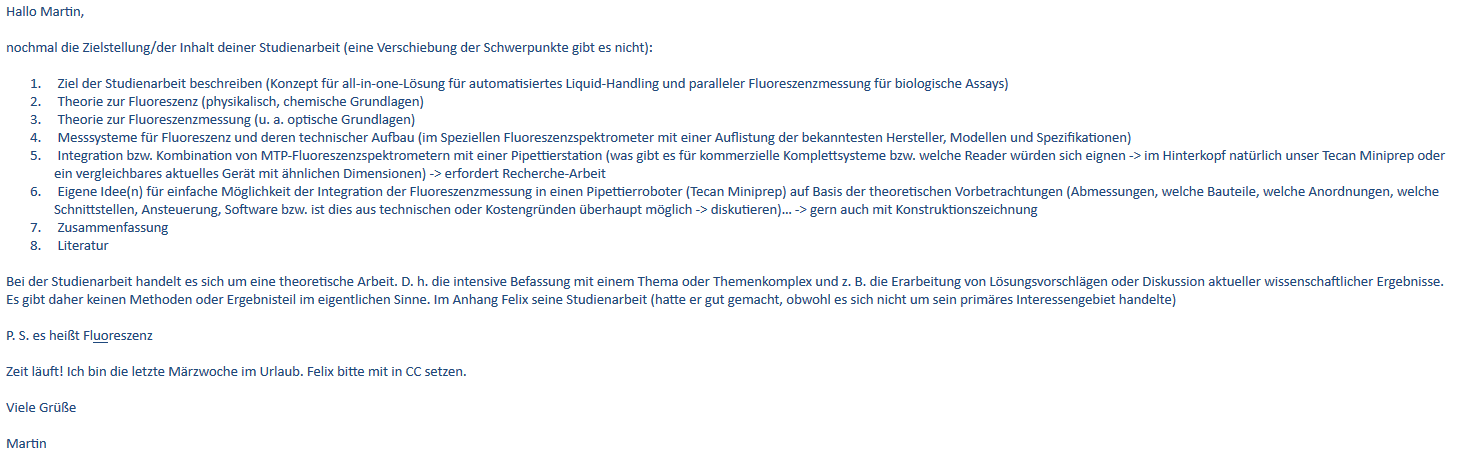 Hallo Martin,
nochmal die Zielstellung/der Inhalt deiner Studienarbeit (eine Verschiebung der Schwerpunkte gibt es nicht):
1. Ziel der Studienarbeit beschreiben (Konzept für all-in-one-Lösung für automatisiertes Liquid-Handling und paralleler Fluoreszenzmessung für biologische Assays)
2. Theorie zur Fluoreszenz (physikalisch, chemische Grundlagen)
3. Theorie zur Fluoreszenzmessung (u. a. optische Grundlagen)
4. Messsysteme für Fluoreszenz und deren technischer Aufbau (im Speziellen Fluoreszenzspektrometer mit einer Auflistung der bekanntesten Hersteller, Modellen und Spezifikationen)
5. Integration bzw. Kombination von MTP-Fluoreszenzspektrometern mit einer Pipettierstation (was gibt es für kommerzielle Komplettsysteme bzw. welche Reader würden sich eignen -> im Hinterkopf natürlich unser Tecan Miniprep oder
ein vergleichbares aktuelles Gerät mit ähnlichen Dimensionen) -> erfordert Recherche-Arbeit
6. Eigene Idee(n) für einfache Möglichkeit der Integration der Fluoreszenzmessung in einen Pipettierroboter (Tecan Miniprep) auf Basis der theoretischen Vorbetrachtungen (Abmessungen, welche Bauteile, welche Anordnungen, welche
Schnittstellen, Ansteuerung, Software bzw. ist dies aus technischen oder Kostengründen überhaupt möglich -> diskutieren)... -> gern auch mit Konstruktionszeichnung
7. Zusammenfassung
8. Literatur
Bei der Studienarbeit handelt es sich um eine theoretische Arbeit. D. h. die intensive Befassung mit einem Thema oder Themenkomplex und z. B. die Erarbeitung von Lösungsvorschlägen oder Diskussion aktueller wissenschaftlicher Ergebnisse.
Es gibt daher keinen Methoden oder Ergebnisteil im eigentlichen Sinne. Im Anhang Felix seine Studienarbeit (hatte er gut gemacht, obwohl es sich nicht um sein primäres Interessengebiet handelte)
P. S. es heißt Fluoreszenz
Zeit läuft! Ich bin die letzte Märzwoche im Urlaub. Felix bitte mit in CC setzen.
Viele Grüße
Martin